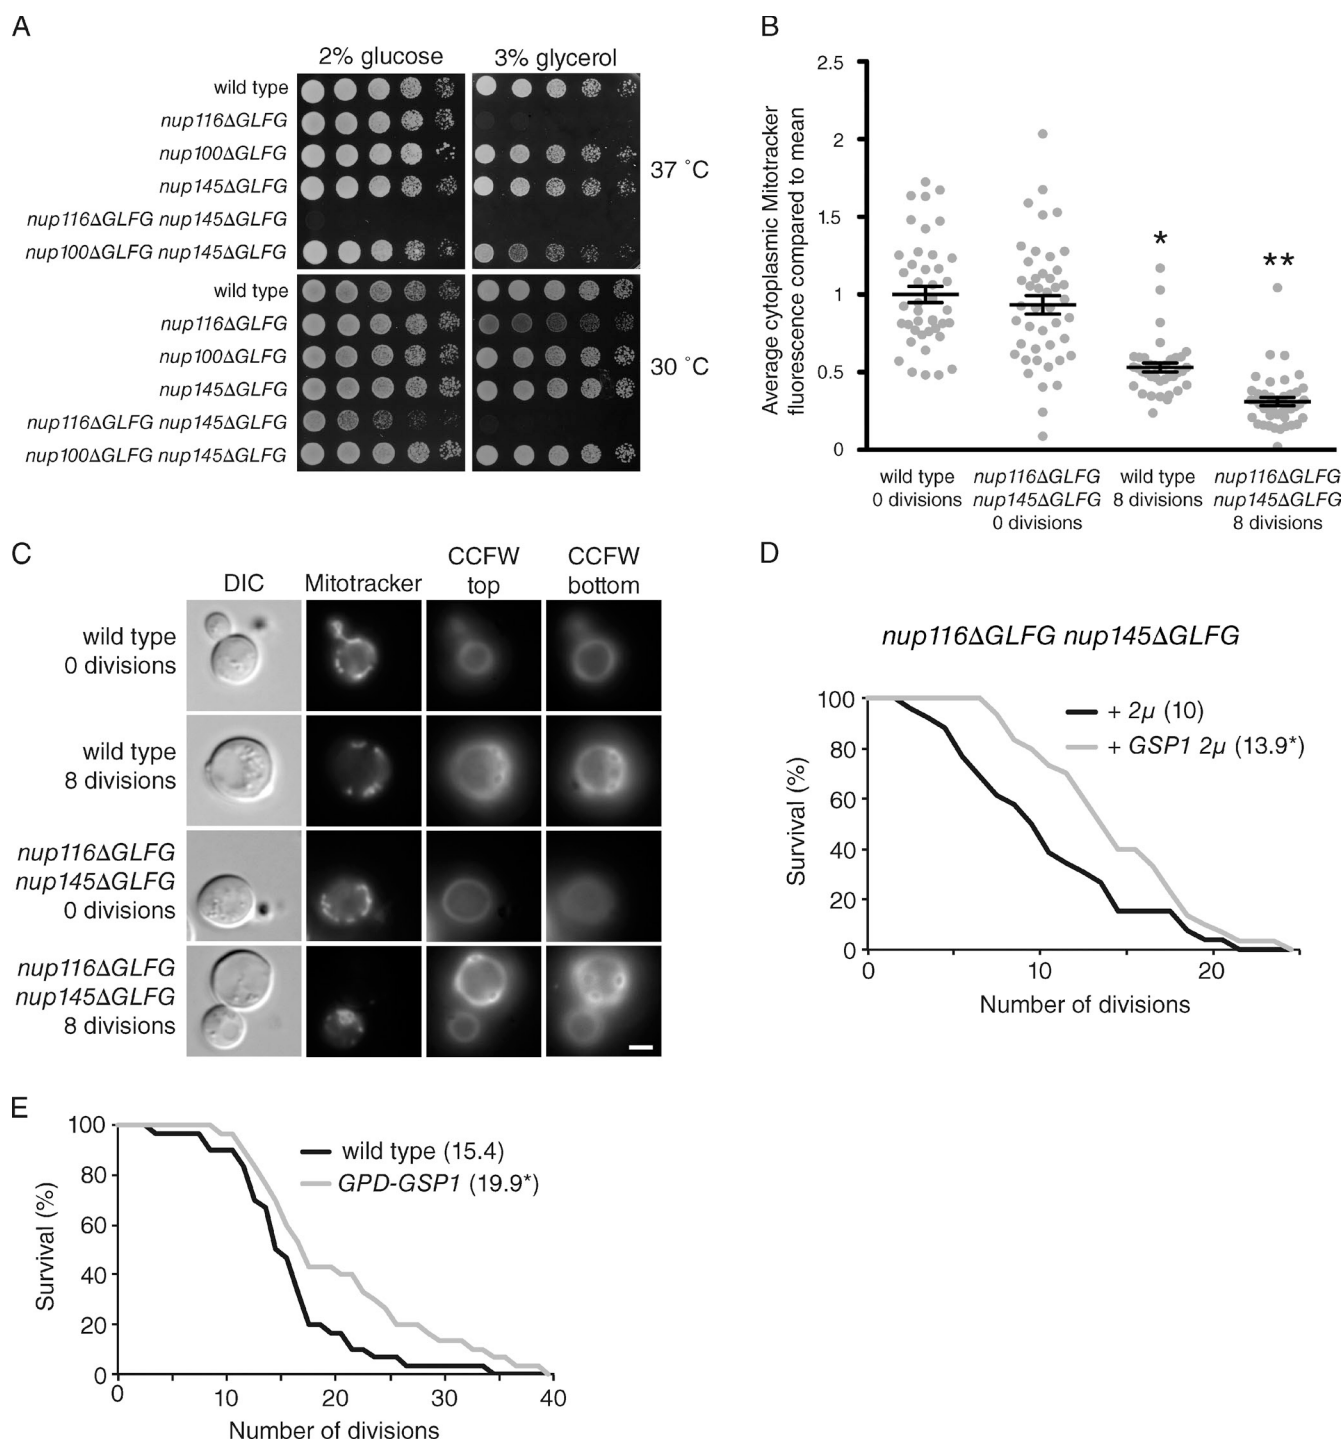 A
2% glucose 3% glycerol
wild type
nup116ΔGLFG
nup100ΔGLFG
nup145ΔGLFG
nup116ΔGLFG nup145ΔGLFG
nup100ΔGLFG nup145ΔGLFG
37 ˚C
wild type
nup116ΔGLFG
nup100ΔGLFG
nup145ΔGLFG
nup116ΔGLFG nup145ΔGLFG
nup100ΔGLFG nup145ΔGLFG
30 ˚C
B
Average cytoplasmic Mitotracker
fluorescence compared to mean
2.5
2
1.5
1
0.5
0
*
**
wild type
0 divisions
nup116ΔGLFG
nup145ΔGLFG
0 divisions
wild type
8 divisions
nup116ΔGLFG
nup145ΔGLFG
8 divisions
C
DIC
Mitotracker
CCFW
top
CCFW
bottom
wild type
0 divisions
wild type
8 divisions
nup116ΔGLFG
nup145ΔGLFG
0 divisions
nup116ΔGLFG
nup145ΔGLFG
8 divisions
D
nup116ΔGLFG nup145ΔGLFG
Survival (%)
100
80
60
40
20
0
+ 2μ (10)
+ GSP1 2μ (13.9*)
0 10 20
Number of divisions
E
Survival (%)
100
80
60
40
20
0
wild type (15.4)
GPD-GSP1 (19.9*)
0 10 20 30 40
Number of divisions